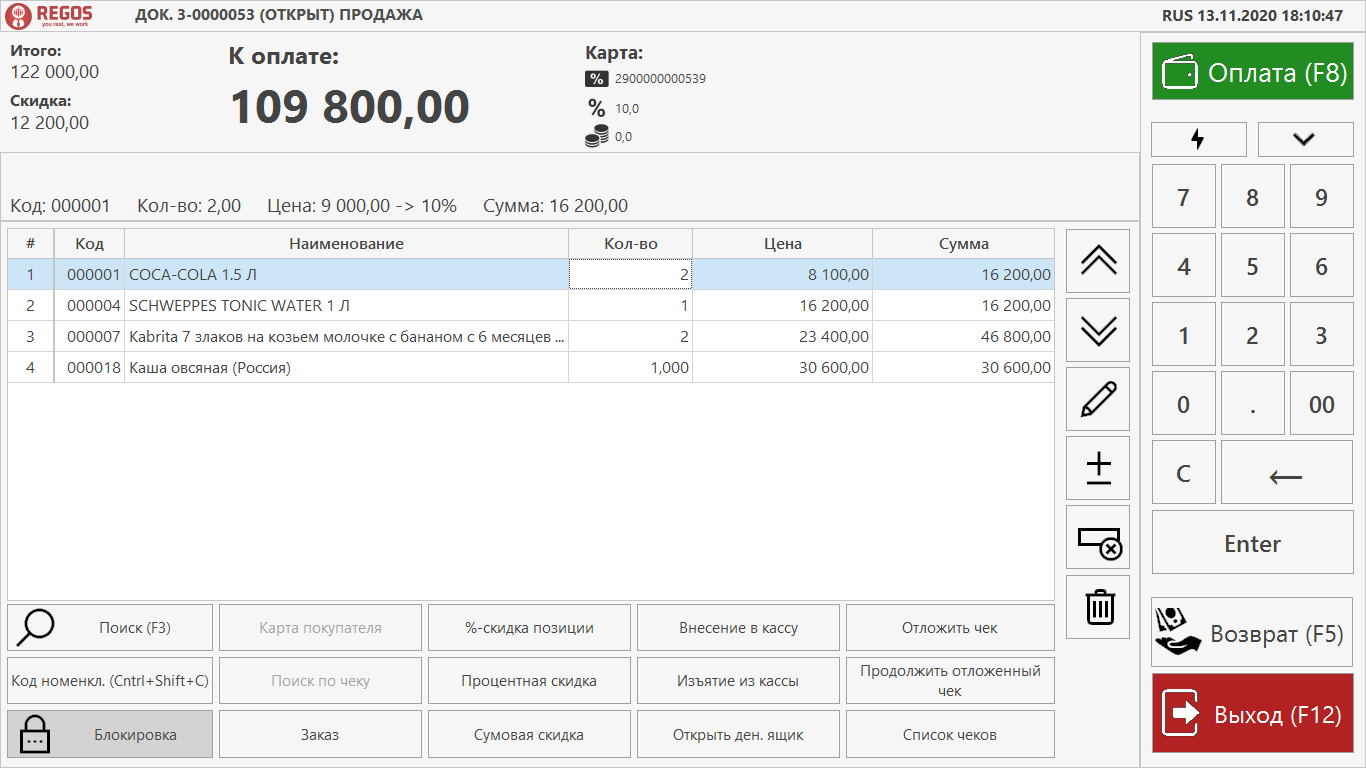 REGOS
you rest, we work
ДОК. 3-0000053 (ОТКРЫТ) ПРОДАЖА
RUS 13.11.2020 18:10:47
Итого:
122 000,00
Скидка:
12 200,00
К оплате:
109 800,00
Карта:
% 2900000000539
% 10,0
0,0
Код: 000001 Кол-во: 2,00 Цена: 9 000,00 -> 10% Сумма: 16 200,00
# Код Наименование Кол-во Цена Сумма
1 000001 COCA-COLA 1.5 Л 2 8 100,00 16 200,00
2 000004 SCHWEPPES TONIC WATER 1 Л 1 16 200,00 16 200,00
3 000007 Kabrita 7 злаков на козьем молочке с бананом с 6 месяцев ... 2 23 400,00 46 800,00
4 000018 Каша овсяная (Россия) 1,000 30 600,00 30 600,00
Поиск (F3) Карта покупателя %-скидка позиции Внесение в кассу Отложить чек
Код номенкл. (Cntrl+Shift+C) Поиск по чеку Процентная скидка Изъятие из кассы Продолжить отложенный
чек
Блокировка Заказ Сумовая скидка Открыть ден. ящик Список чеков
Оплата (F8)
7 8 9
4 5 6
1 2 3
0 . 00
C ←
Enter
Возврат (F5)
Выход (F12)